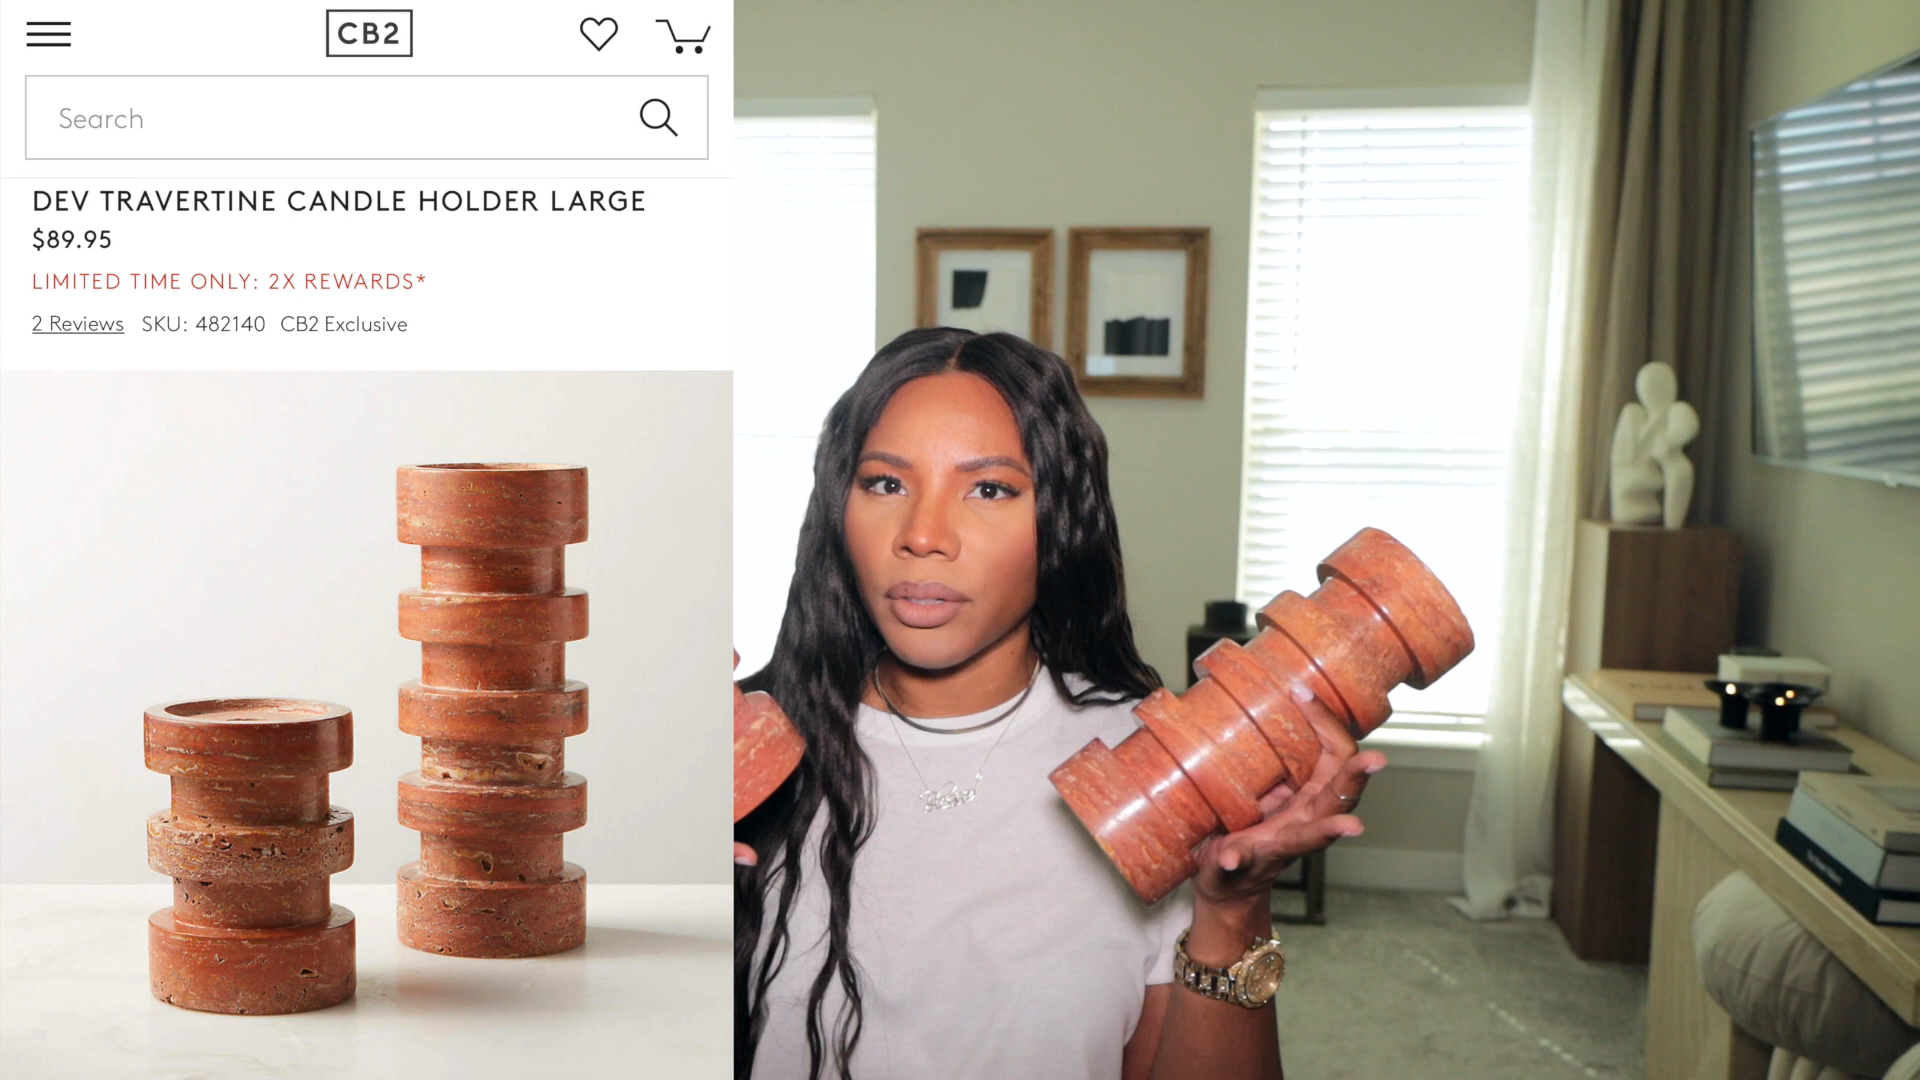 CB2
Search
DEV TRAVERTINE CANDLE HOLDER LARGE
$89.95
LIMITED TIME ONLY: 2X REWARDS*
2 Reviews SKU: 482140 CB2 Exclusive